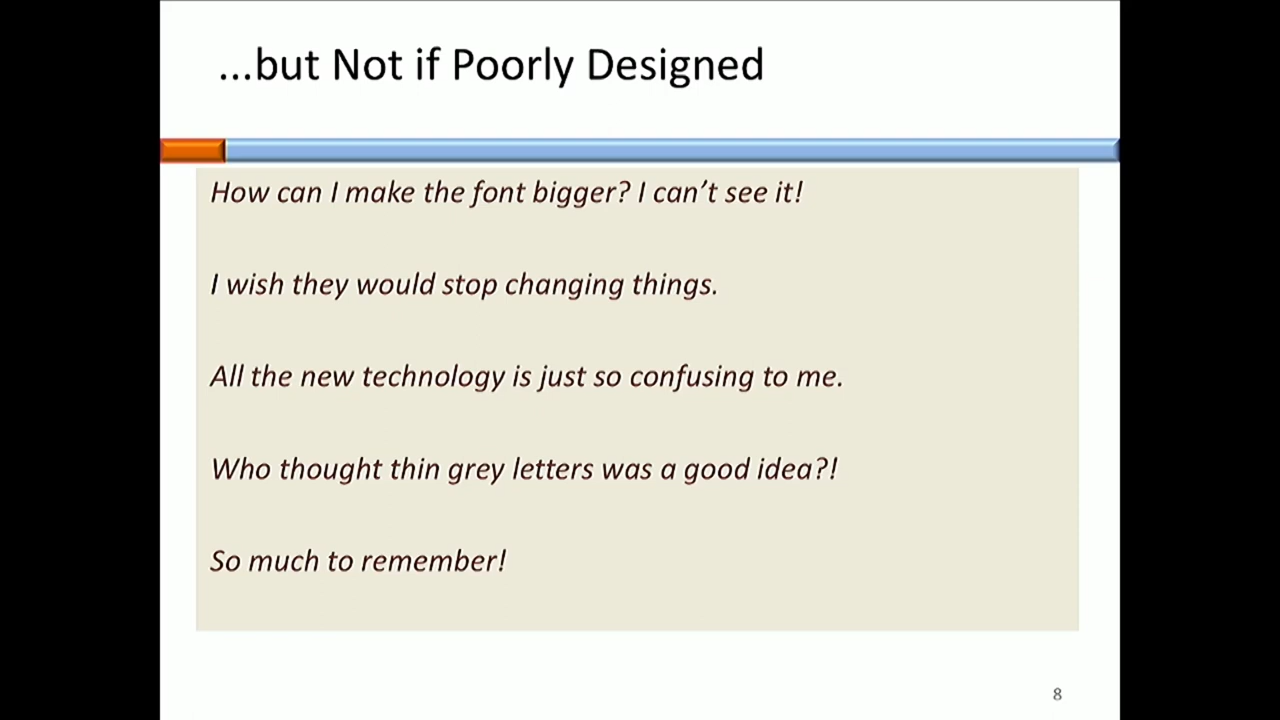 ...but Not if Poorly Designed
How can I make the font bigger? I can’t see it!
I wish they would stop changing things.
All the new technology is just so confusing to me.
Who thought thin grey letters was a good idea?!
So much to remember!
8